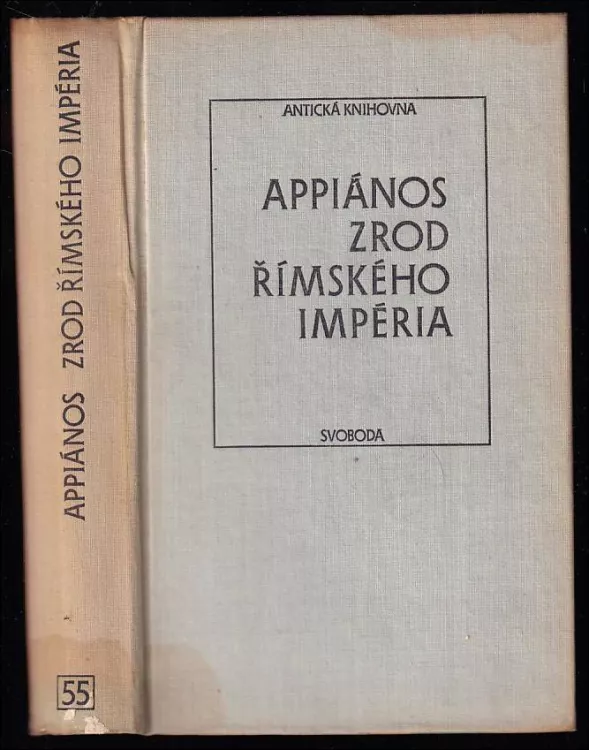 APPIÁNOS ZROD ŘÍMSKÉHO IMPÉRIA
55
ANTICKÁ KNIHOVNA
APPIÁNOS
ZROD
ŘÍMSKÉHO
IMPÉRIA
SVOBODA